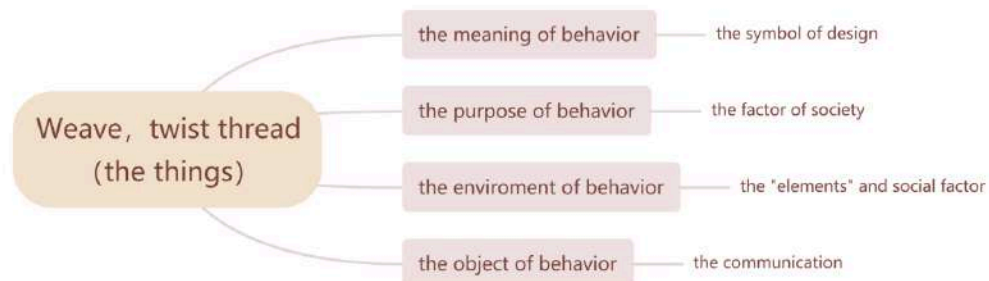 Weave, twist thread
(the things)
the meaning of behavior
the symbol of design
the purpose of behavior
the factor of society
the enviroment of behavior
the "elements" and social factor
the object of behavior
the communication